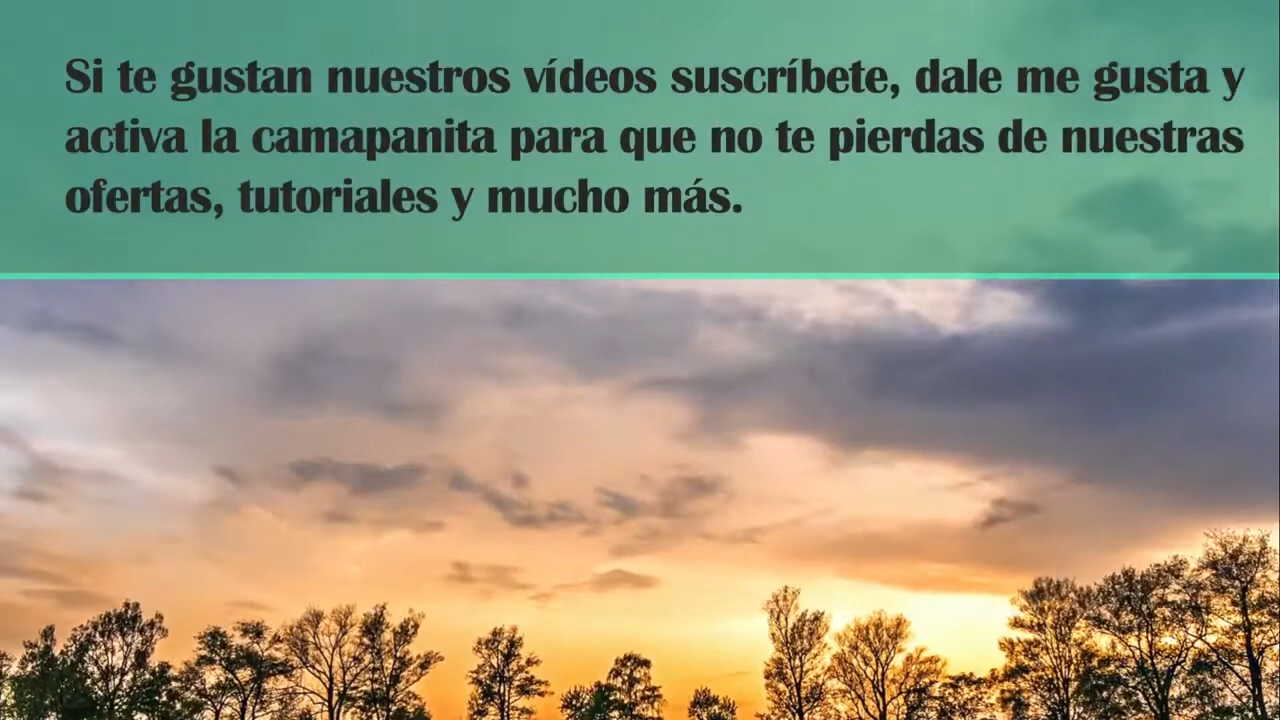 Si te gustan nuestros vídeos suscríbete, dale me gusta y
activa la camapanita para que no te pierdas de nuestras
ofertas, tutoriales y mucho más.